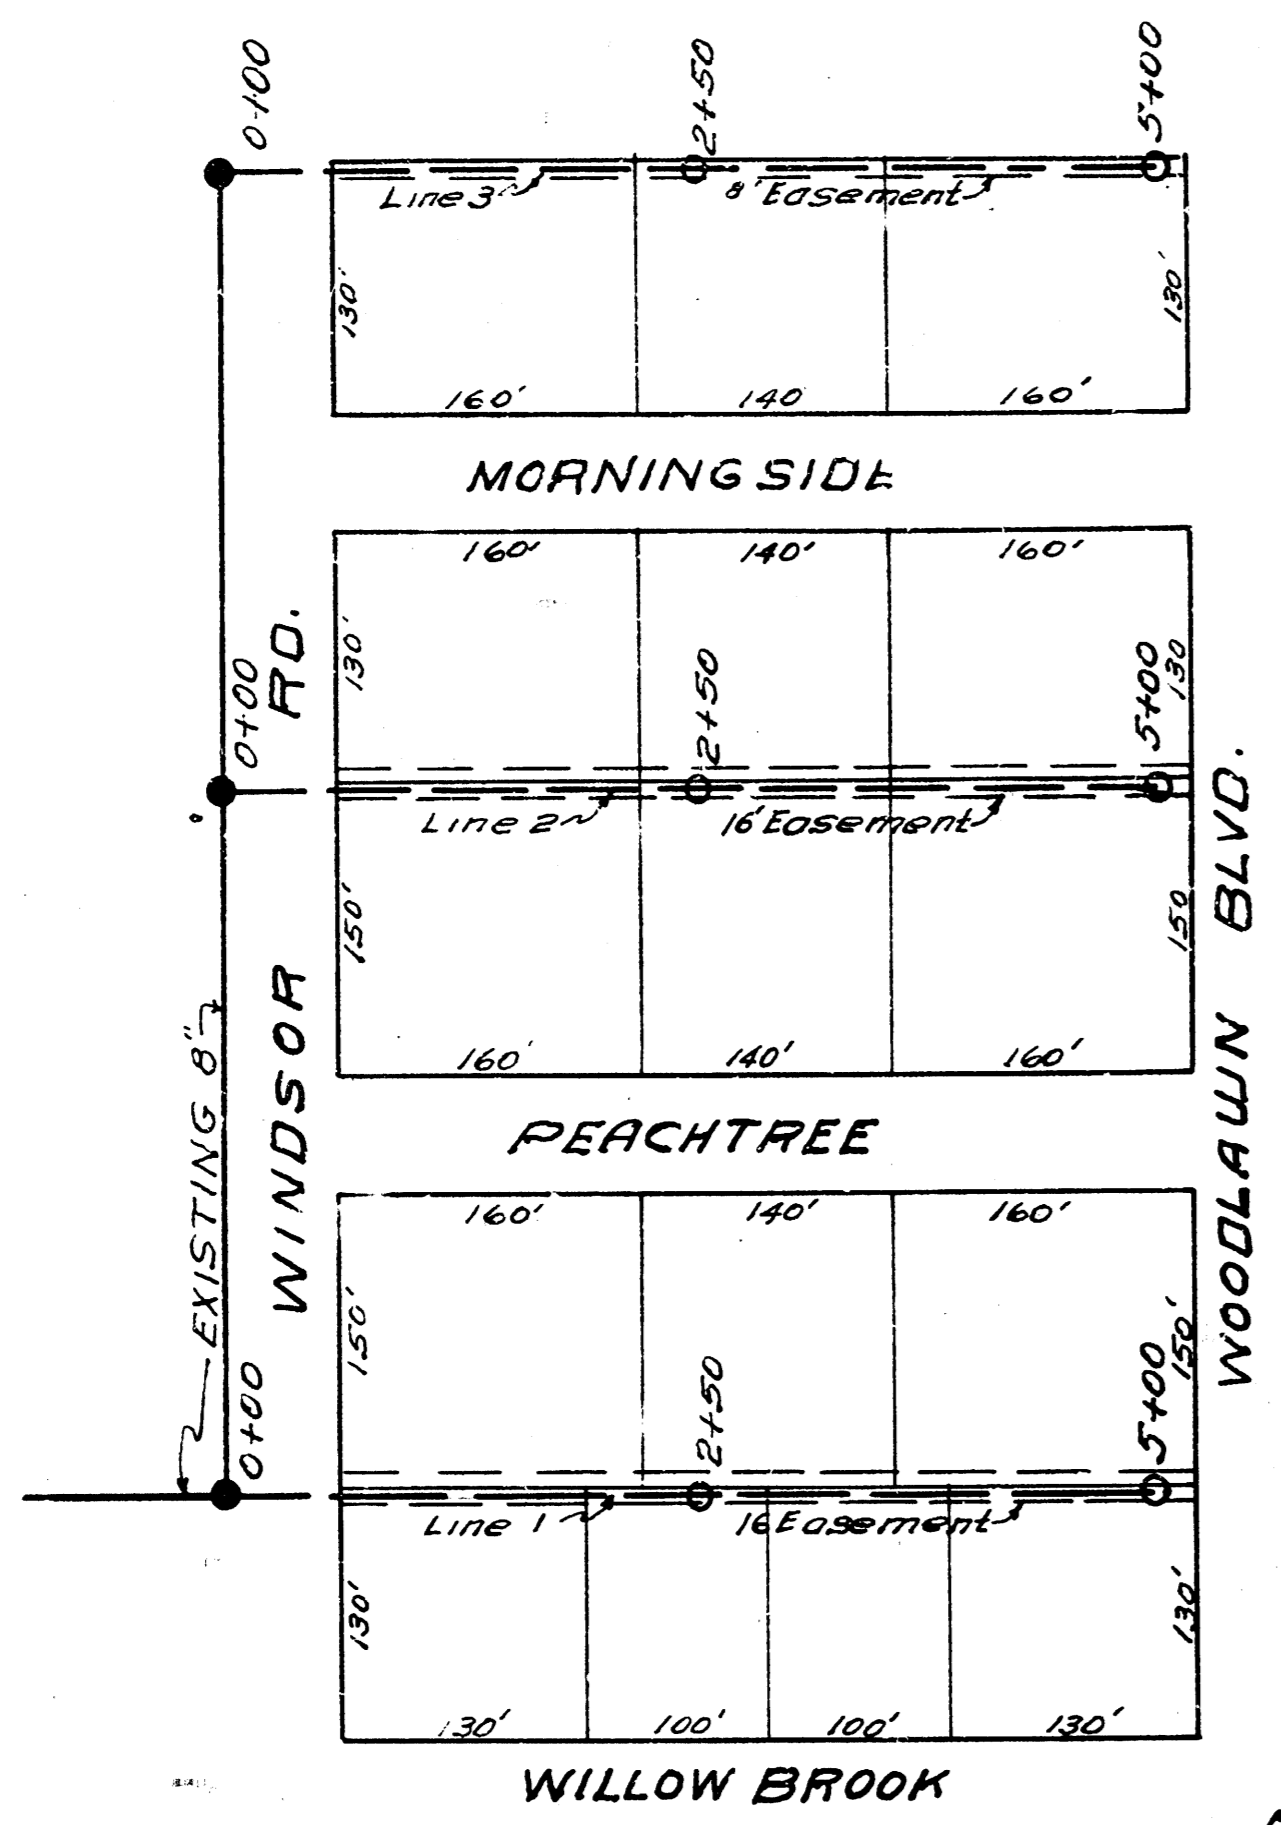 0+00
2+50
5+00
Line 3
8' Easement
130'
130'
160'
140
160'
MORNINGSIDE
160'
140'
160'
130'
0+00
RD.
2+50
5+00
130
Line 2
16' Easement
150'
150
BLVD.
160'
140'
160'
EXISTING 8"
WINDSOR
PEACHTREE
WOODLAWN
160'
140'
160'
150'
150'
0+00
2+50
5+00
Line 1
16 Easement
130'
130'
130'
100'
100'
130'
WILLOW BROOK